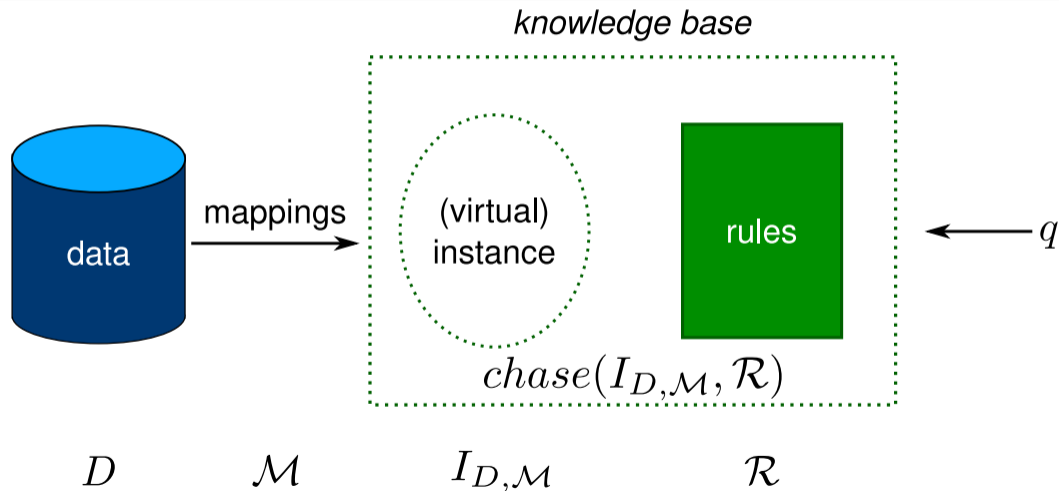 knowledge base
data
mappings
(virtual)
instance
rules
q
chase(I_{D,ℳ}, ℛ)
D
ℳ
I_{D,ℳ}
ℛ